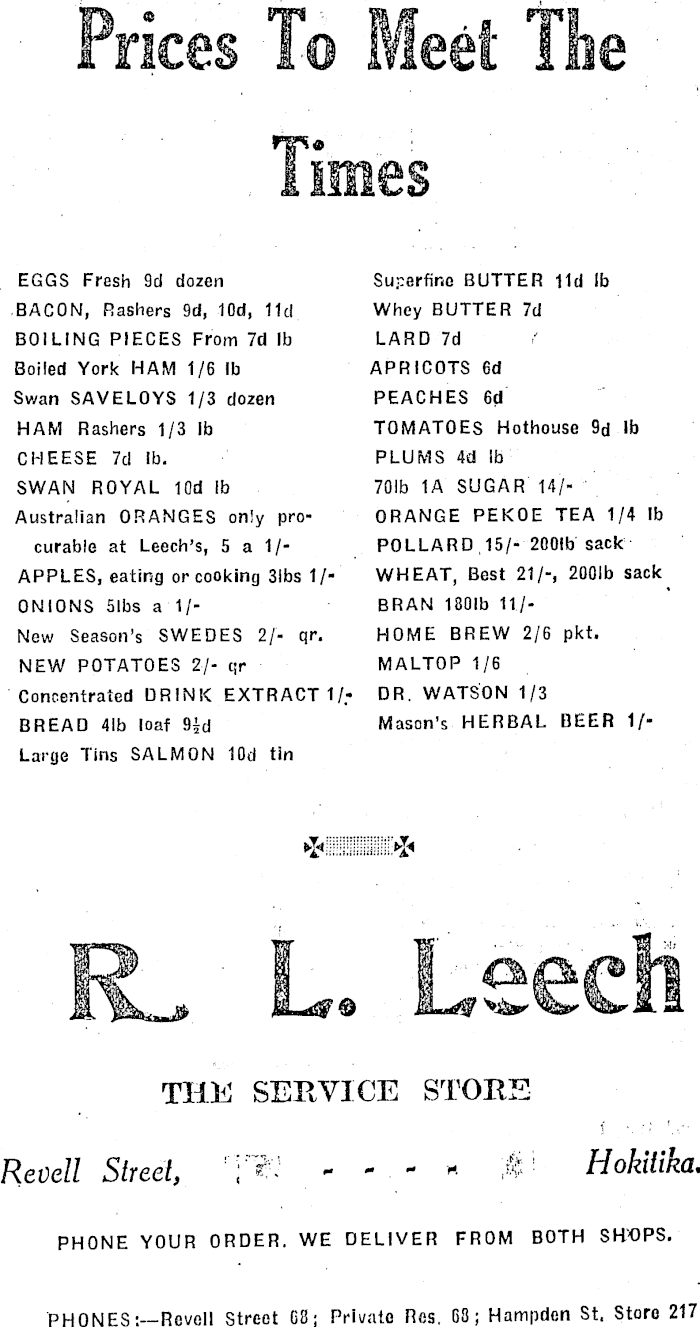 Prices To Meet The
Times
EGGS Fresh 9d dozen
BACON, Rashers 9d, 10d, 11d
BOILING PIECES From 7d lb
Boiled York HAM 1/6 lb
Swan SAVELOYS 1/3 dozen
HAM Rashers 1/3 lb
CHEESE 7d lb.
SWAN ROYAL 10d lb
Australian ORANGES only pro-
curable at Leech's, 5 a 1/-
APPLES, eating or cooking 3lbs 1/-
ONIONS 5lbs a 1/-
New Season's SWEDES 2/- qr.
NEW POTATOES 2/- qr
Concentrated DRINK EXTRACT 1/-
BREAD 4lb loaf 9½d
Large Tins SALMON 10d tin
Superfine BUTTER 11d lb
Whey BUTTER 7d
LARD 7d
APRICOTS 6d
PEACHES 6d
TOMATOES Hothouse 9d lb
PLUMS 4d lb
70lb 1A SUGAR 14/-
ORANGE PEKOE TEA 1/4 lb
POLLARD 15/- 200lb sack
WHEAT, Best 21/-, 200lb sack
BRAN 180lb 11/-
HOME BREW 2/6 pkt.
MALTOP 1/6
DR. WATSON 1/3
Mason's HERBAL BEER 1/-
R. L. Leech
THE SERVICE STORE
Revell Street, - - - - Hokitika.
PHONE YOUR ORDER. WE DELIVER FROM BOTH SHOPS.
PHONES:—Revell Street 68; Private Res. 68; Hampden St. Store 217